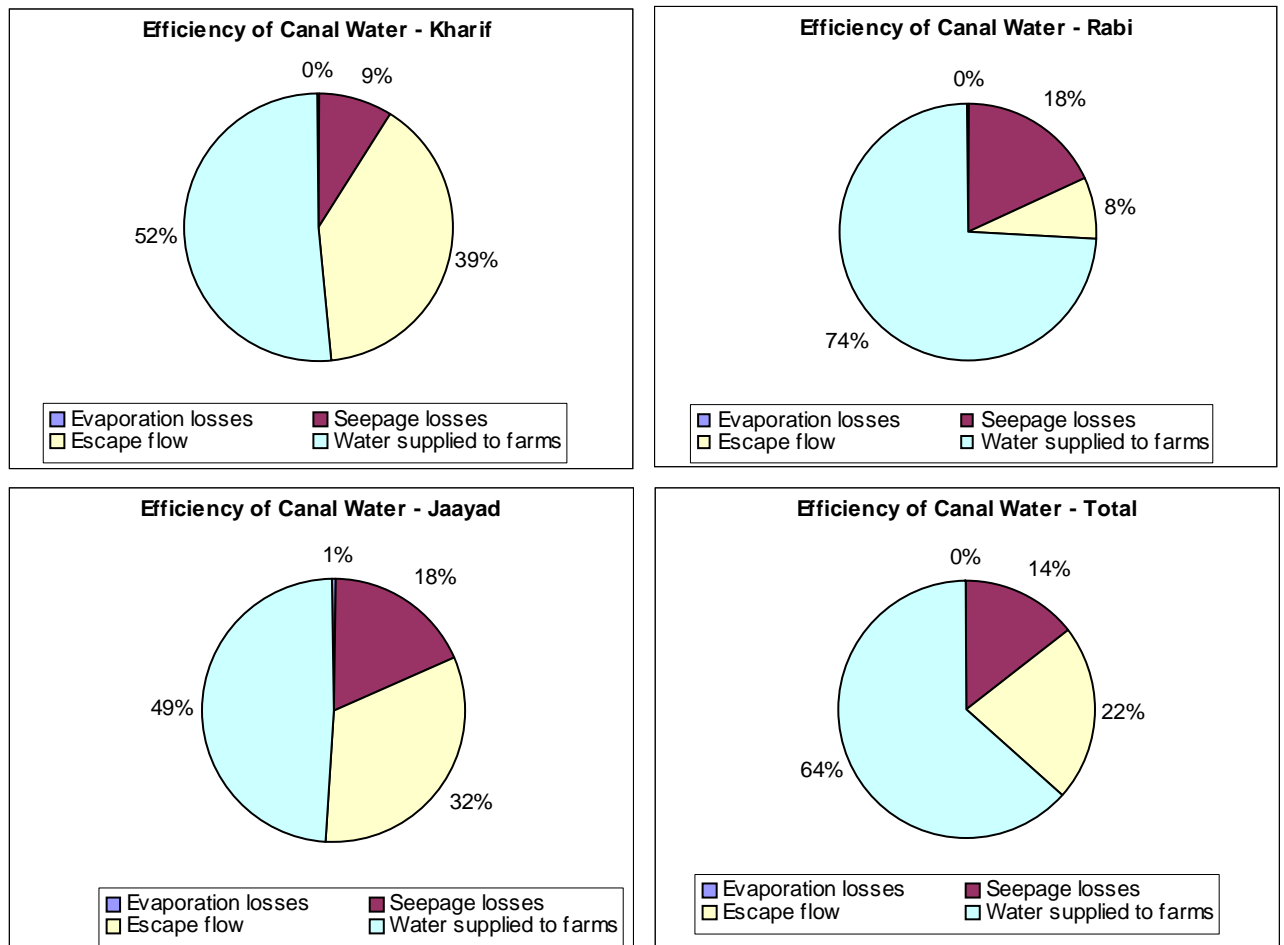 Efficiency of Canal Water - Kharif
0%
9%
39%
52%
Evaporation losses Seepage losses
Escape flow Water supplied to farms
Efficiency of Canal Water - Rabi
0%
18%
8%
74%
Evaporation losses Seepage losses
Escape flow Water supplied to farms
Efficiency of Canal Water - Jaayad
1%
18%
32%
49%
Evaporation losses Seepage losses
Escape flow Water supplied to farms
Efficiency of Canal Water - Total
0%
14%
22%
64%
Evaporation losses Seepage losses
Escape flow Water supplied to farms